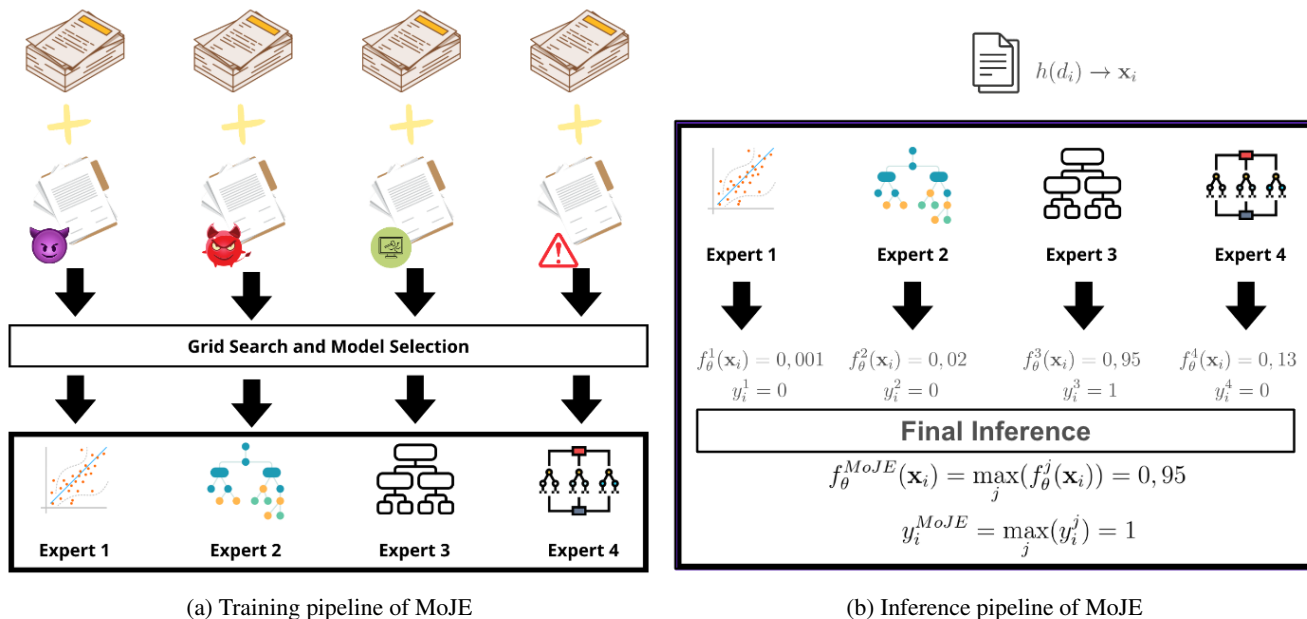 Grid Search and Model Selection
Expert 1 Expert 2 Expert 3 Expert 4
(a) Training pipeline of MoJE
h(d_i) → x_i
Expert 1 Expert 2 Expert 3 Expert 4
f_θ^1(x_i) = 0,001 f_θ^2(x_i) = 0,02 f_θ^3(x_i) = 0,95 f_θ^4(x_i) = 0,13
y_i^1 = 0 y_i^2 = 0 y_i^3 = 1 y_i^4 = 0
Final Inference
f_θ^{MoJE}(x_i) = max_j(f_θ^j(x_i)) = 0,95
y_i^{MoJE} = max_j(y_i^j) = 1
(b) Inference pipeline of MoJE